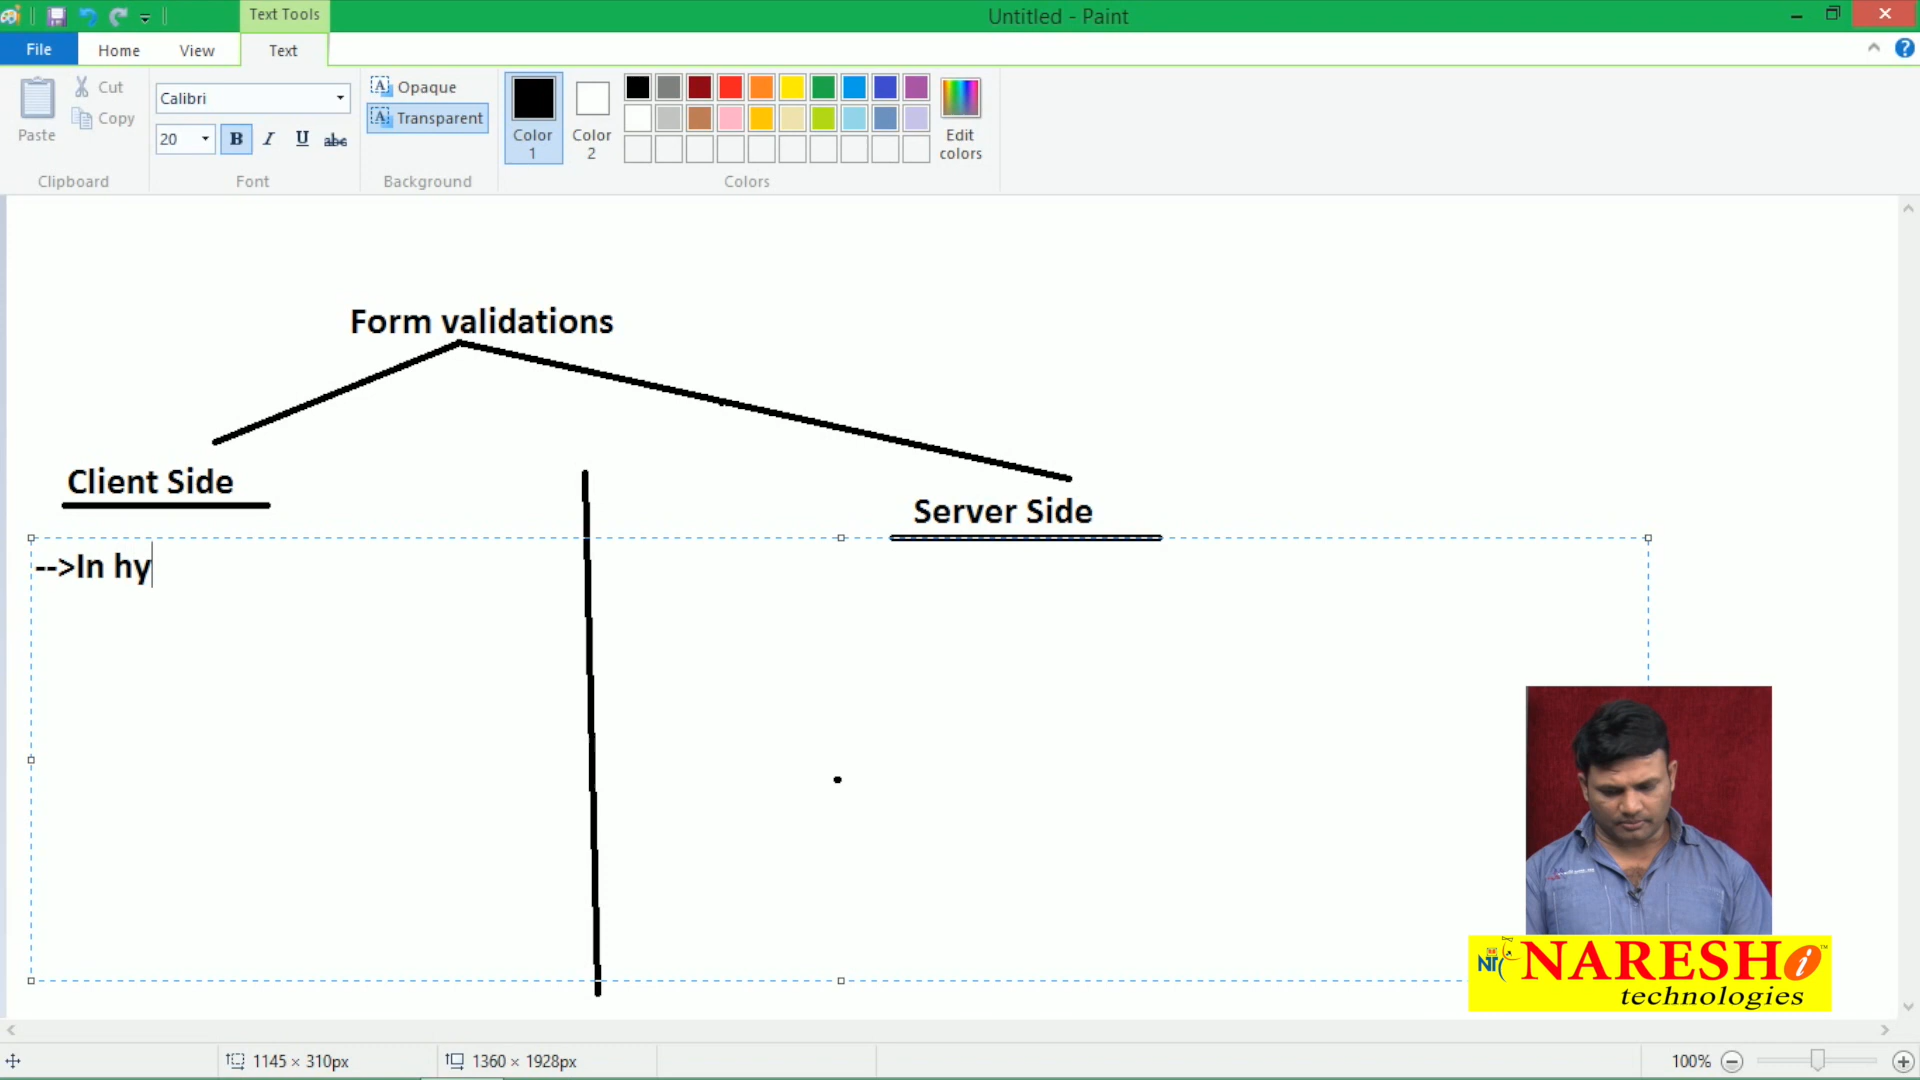 Text Tools
Untitled - Paint
File
Home
View
Text
Paste
Cut
Copy
Clipboard
Calibri
20
B
I
U
abc
Font
A Opaque
A Transparent
Background
Color
1
Color
2
Edit
colors
Colors
Form validations
Client Side
Server Side
-->In hy
NT
NARESH i
technologies
1145 × 310px
1360 × 1928px
100%